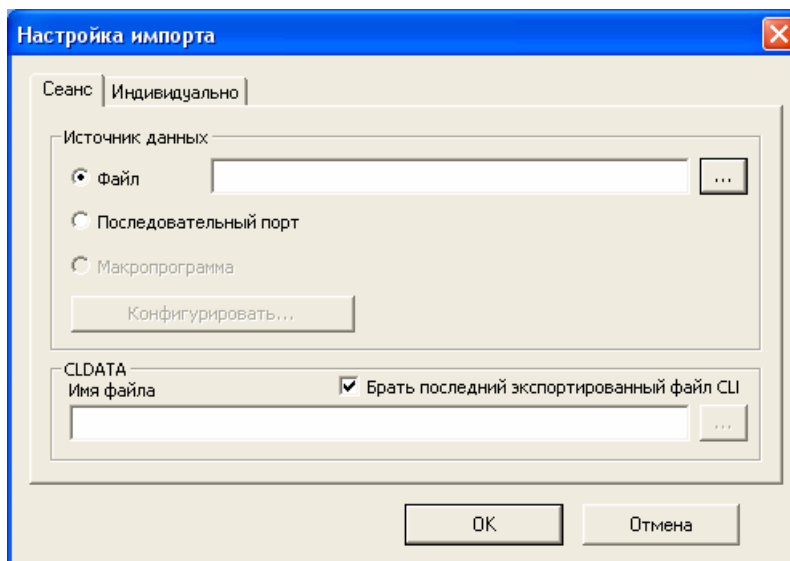 Настройка импорта
Сеанс Индивидуально
Источник данных
Файл ...
Последовательный порт
Макропрограмма
Конфигурировать...
CLDATA
Имя файла Брать последний экспортированный файл CLI
...
OK Отмена